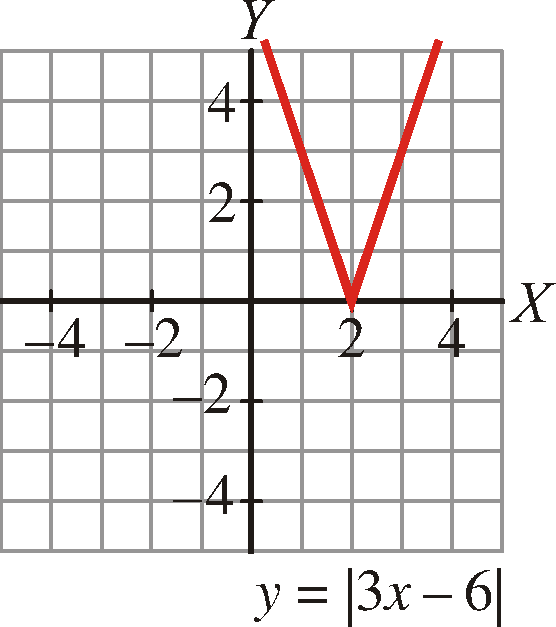 Y
4
2
X
–4 –2 2 4
–2
–4
y = |3x – 6|